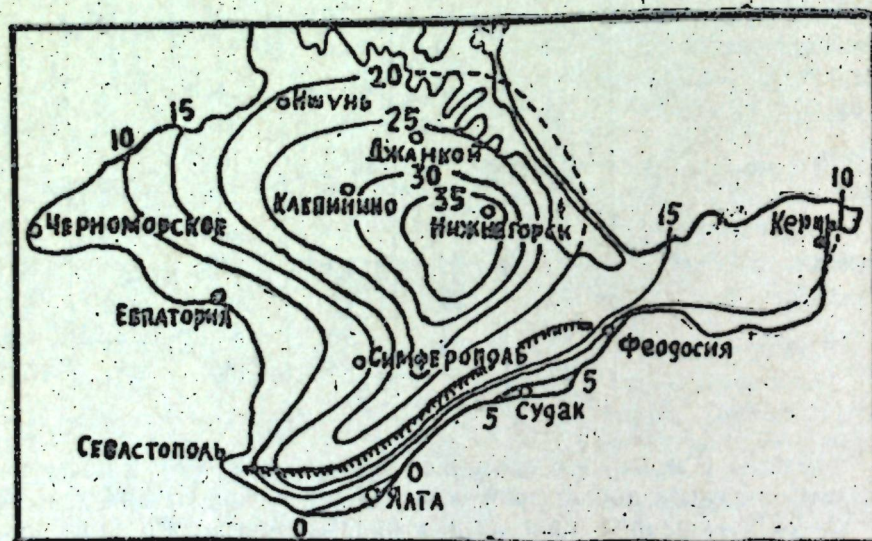 20
Ишунь
15
10
25
Джанкой
30
Клепинино
35
Нижнегорск
10
15
Керчь
Черноморское
Евпатория
Симферополь
Феодосия
5
5
Судак
Севастополь
0
Ялта
0